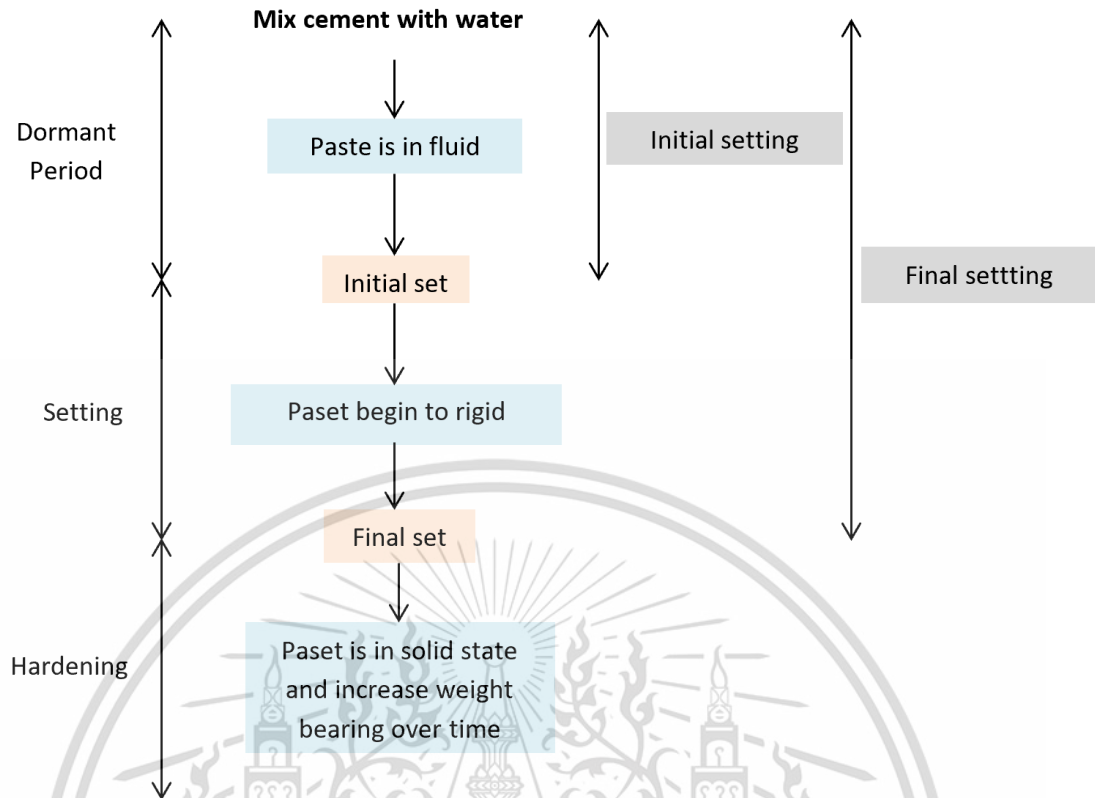 Mix cement with water
Dormant
Period
Paste is in fluid
Initial setting
Initial set
Final settting
Setting
Paset begin to rigid
Final set
Hardening
Paset is in solid state
and increase weight
bearing over time